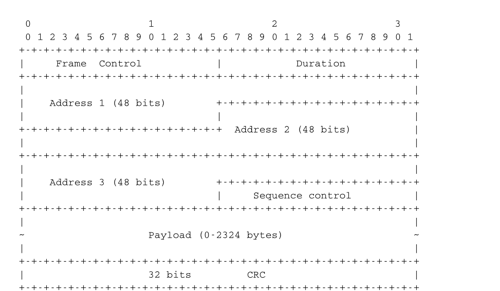 0                   1                   2                   3
0 1 2 3 4 5 6 7 8 9 0 1 2 3 4 5 6 7 8 9 0 1 2 3 4 5 6 7 8 9 0 1
+-+-+-+-+-+-+-+-+-+-+-+-+-+-+-+-+-+-+-+-+-+-+-+-+-+-+-+-+-+-+-+-+
|     Frame  Control            |            Duration           |
+-+-+-+-+-+-+-+-+-+-+-+-+-+-+-+-+-+-+-+-+-+-+-+-+-+-+-+-+-+-+-+-+
|                                                               |
|    Address 1 (48 bits)        +-+-+-+-+-+-+-+-+-+-+-+-+-+-+-+-+
|                               |                               |
+-+-+-+-+-+-+-+-+-+-+-+-+-+-+-+-+  Address 2 (48 bits)          |
|                                                               |
+-+-+-+-+-+-+-+-+-+-+-+-+-+-+-+-+-+-+-+-+-+-+-+-+-+-+-+-+-+-+-+-+
|                                                               |
|    Address 3 (48 bits)        +-+-+-+-+-+-+-+-+-+-+-+-+-+-+-+-+
|                               |     Sequence control          |
+-+-+-+-+-+-+-+-+-+-+-+-+-+-+-+-+-+-+-+-+-+-+-+-+-+-+-+-+-+-+-+-+
|                                                               |
~                    Payload (0-2324 bytes)                     ~
|                                                               |
+-+-+-+-+-+-+-+-+-+-+-+-+-+-+-+-+-+-+-+-+-+-+-+-+-+-+-+-+-+-+-+-+
|                    32 bits         CRC                        |
+-+-+-+-+-+-+-+-+-+-+-+-+-+-+-+-+-+-+-+-+-+-+-+-+-+-+-+-+-+-+-+-+